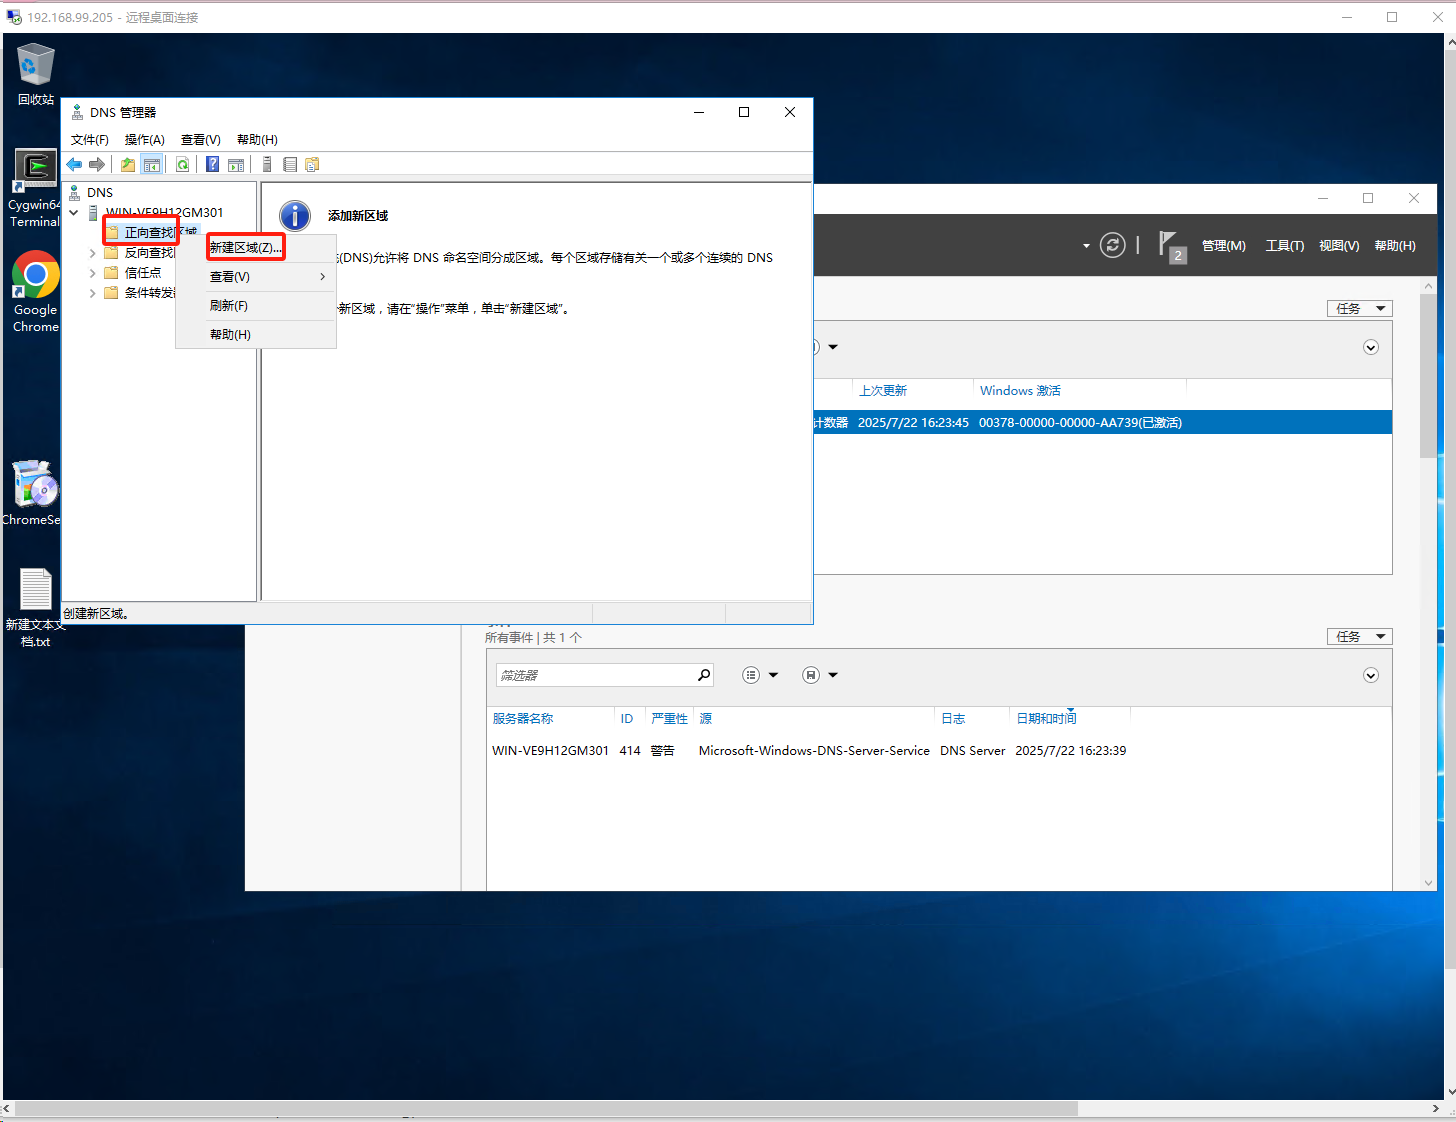 192.168.99.205 - 远程桌面连接
回收站
Cygwin64
Terminal
Google
Chrome
ChromeSe
新建文本文
档.txt
DNS 管理器
文件(F) 操作(A) 查看(V) 帮助(H)
DNS
WIN-VE9H12GM301
正向查找区域
反向查找
信任点
条件转发
新建区域(Z)...
查看(V)
刷新(F)
帮助(H)
添加新区域
(DNS)允许将 DNS 命名空间分成区域。每个区域存储有关一个或多个连续的 DNS
新区域，请在“操作”菜单，单击“新建区域”。
创建新区域。
2
管理(M) 工具(T) 视图(V) 帮助(H)
任务
上次更新 Windows 激活
计数器 2025/7/22 16:23:45 00378-00000-00000-AA739(已激活)
所有事件 | 共 1 个
任务
筛选器
服务器名称 ID 严重性 源 日志 日期和时间
WIN-VE9H12GM301 414 警告 Microsoft-Windows-DNS-Server-Service DNS Server 2025/7/22 16:23:39